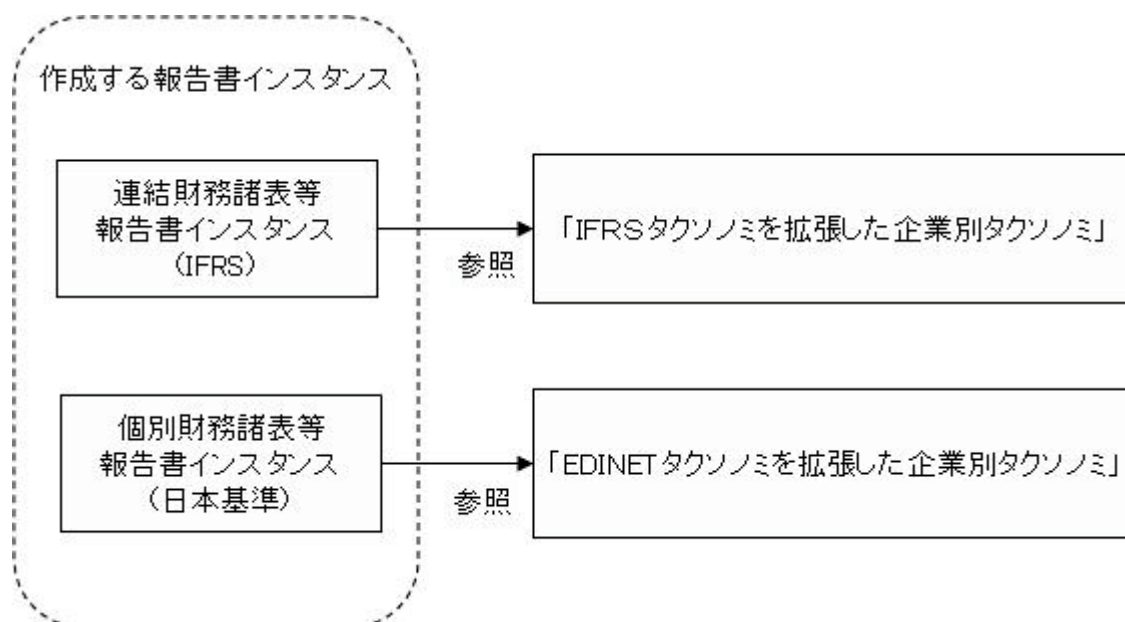 作成する報告書インスタンス
連結財務諸表等
報告書インスタンス
(IFRS)
参照
「IFRSタクソノミを拡張した企業別タクソノミ」
個別財務諸表等
報告書インスタンス
(日本基準)
参照
「EDINETタクソノミを拡張した企業別タクソノミ」